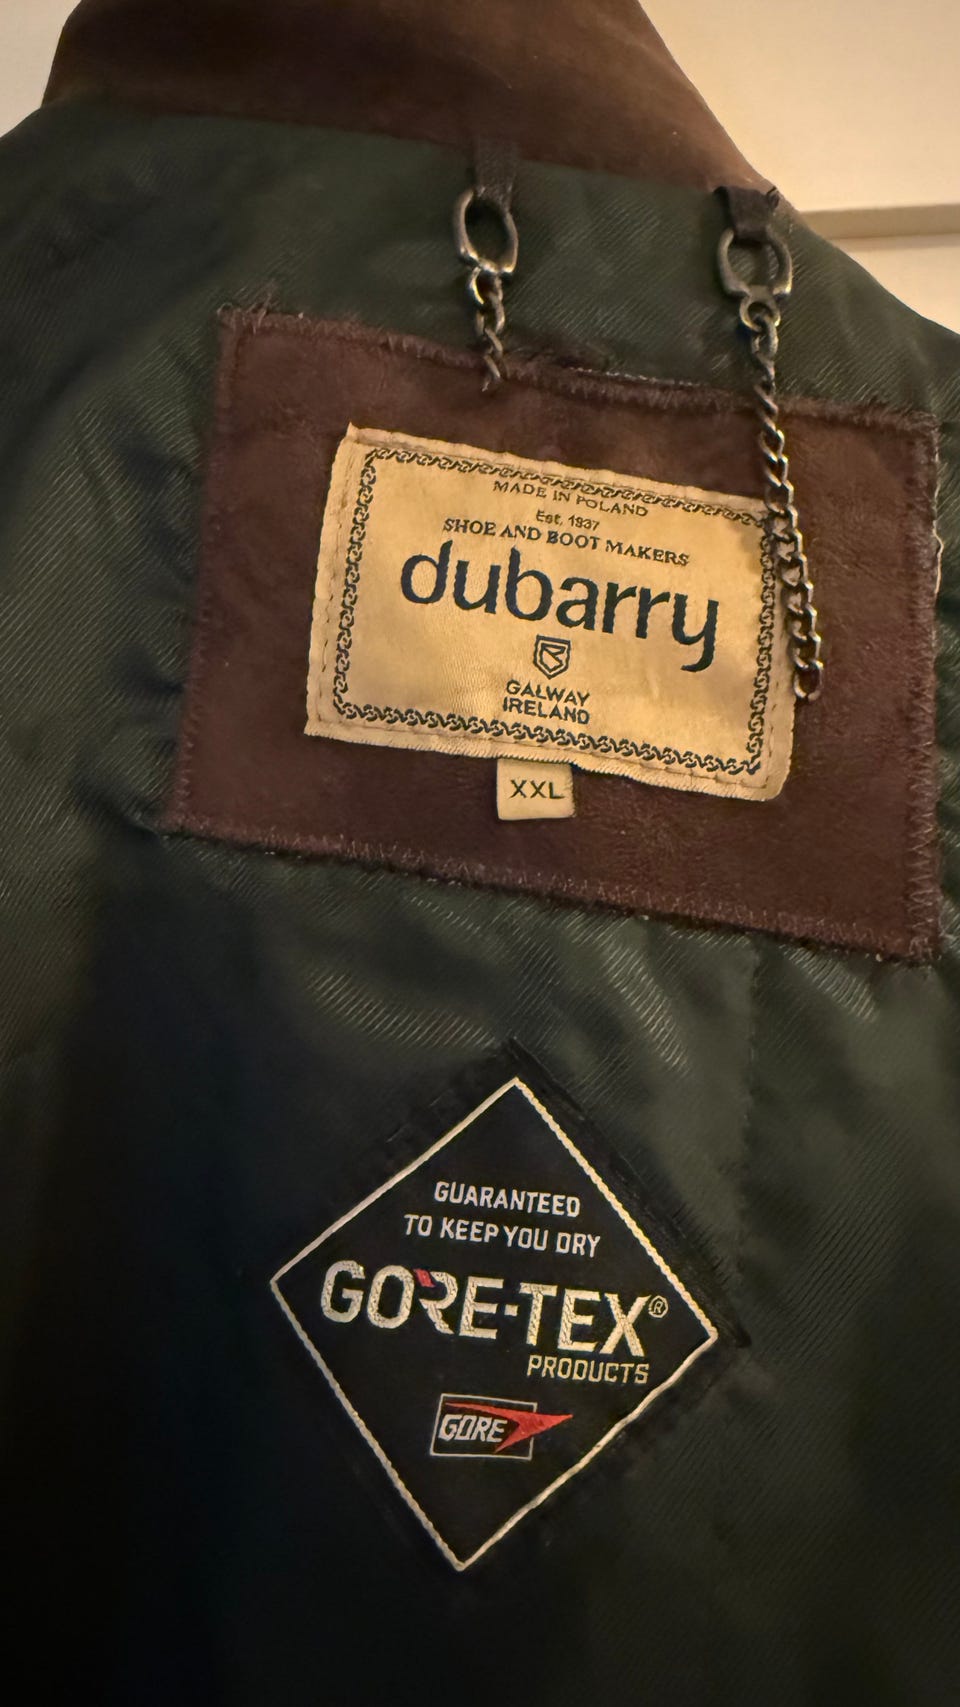 MADE IN POLAND
Est. 1937
SHOE AND BOOT MAKERS
dubarry
GALWAY
IRELAND
XXL
GUARANTEED
TO KEEP YOU DRY
GORE-TEX®
PRODUCTS
GORE